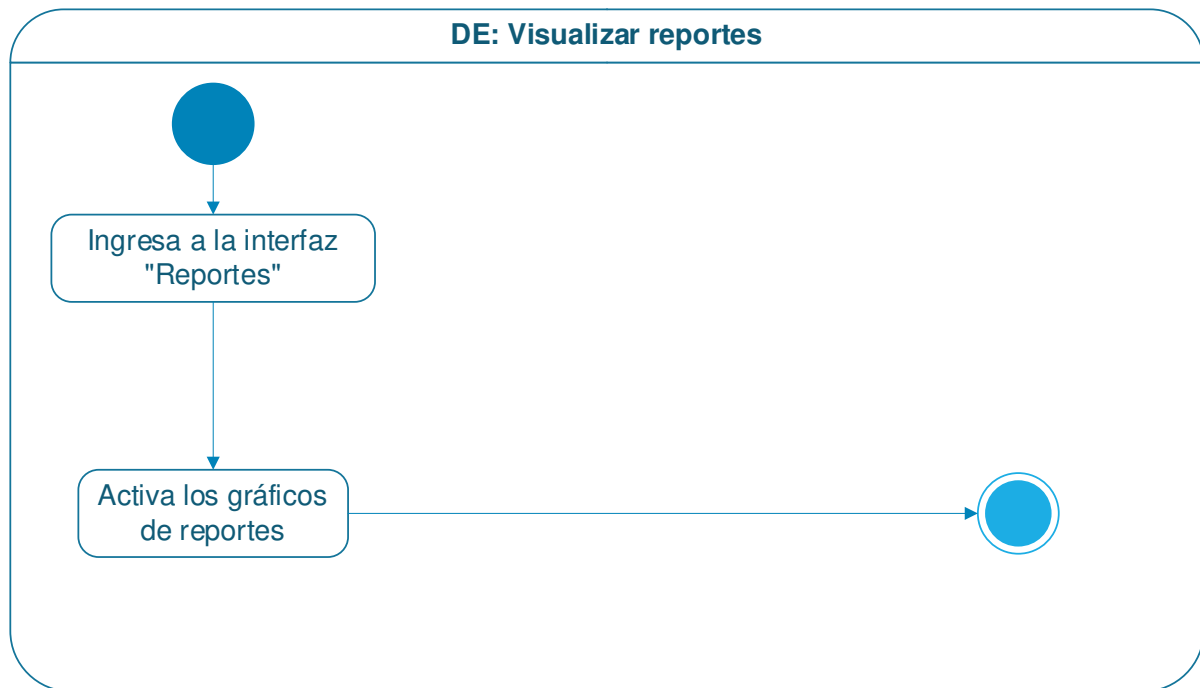 DE: Visualizar reportes
Ingresa a la interfaz
"Reportes"
Activa los gráficos
de reportes